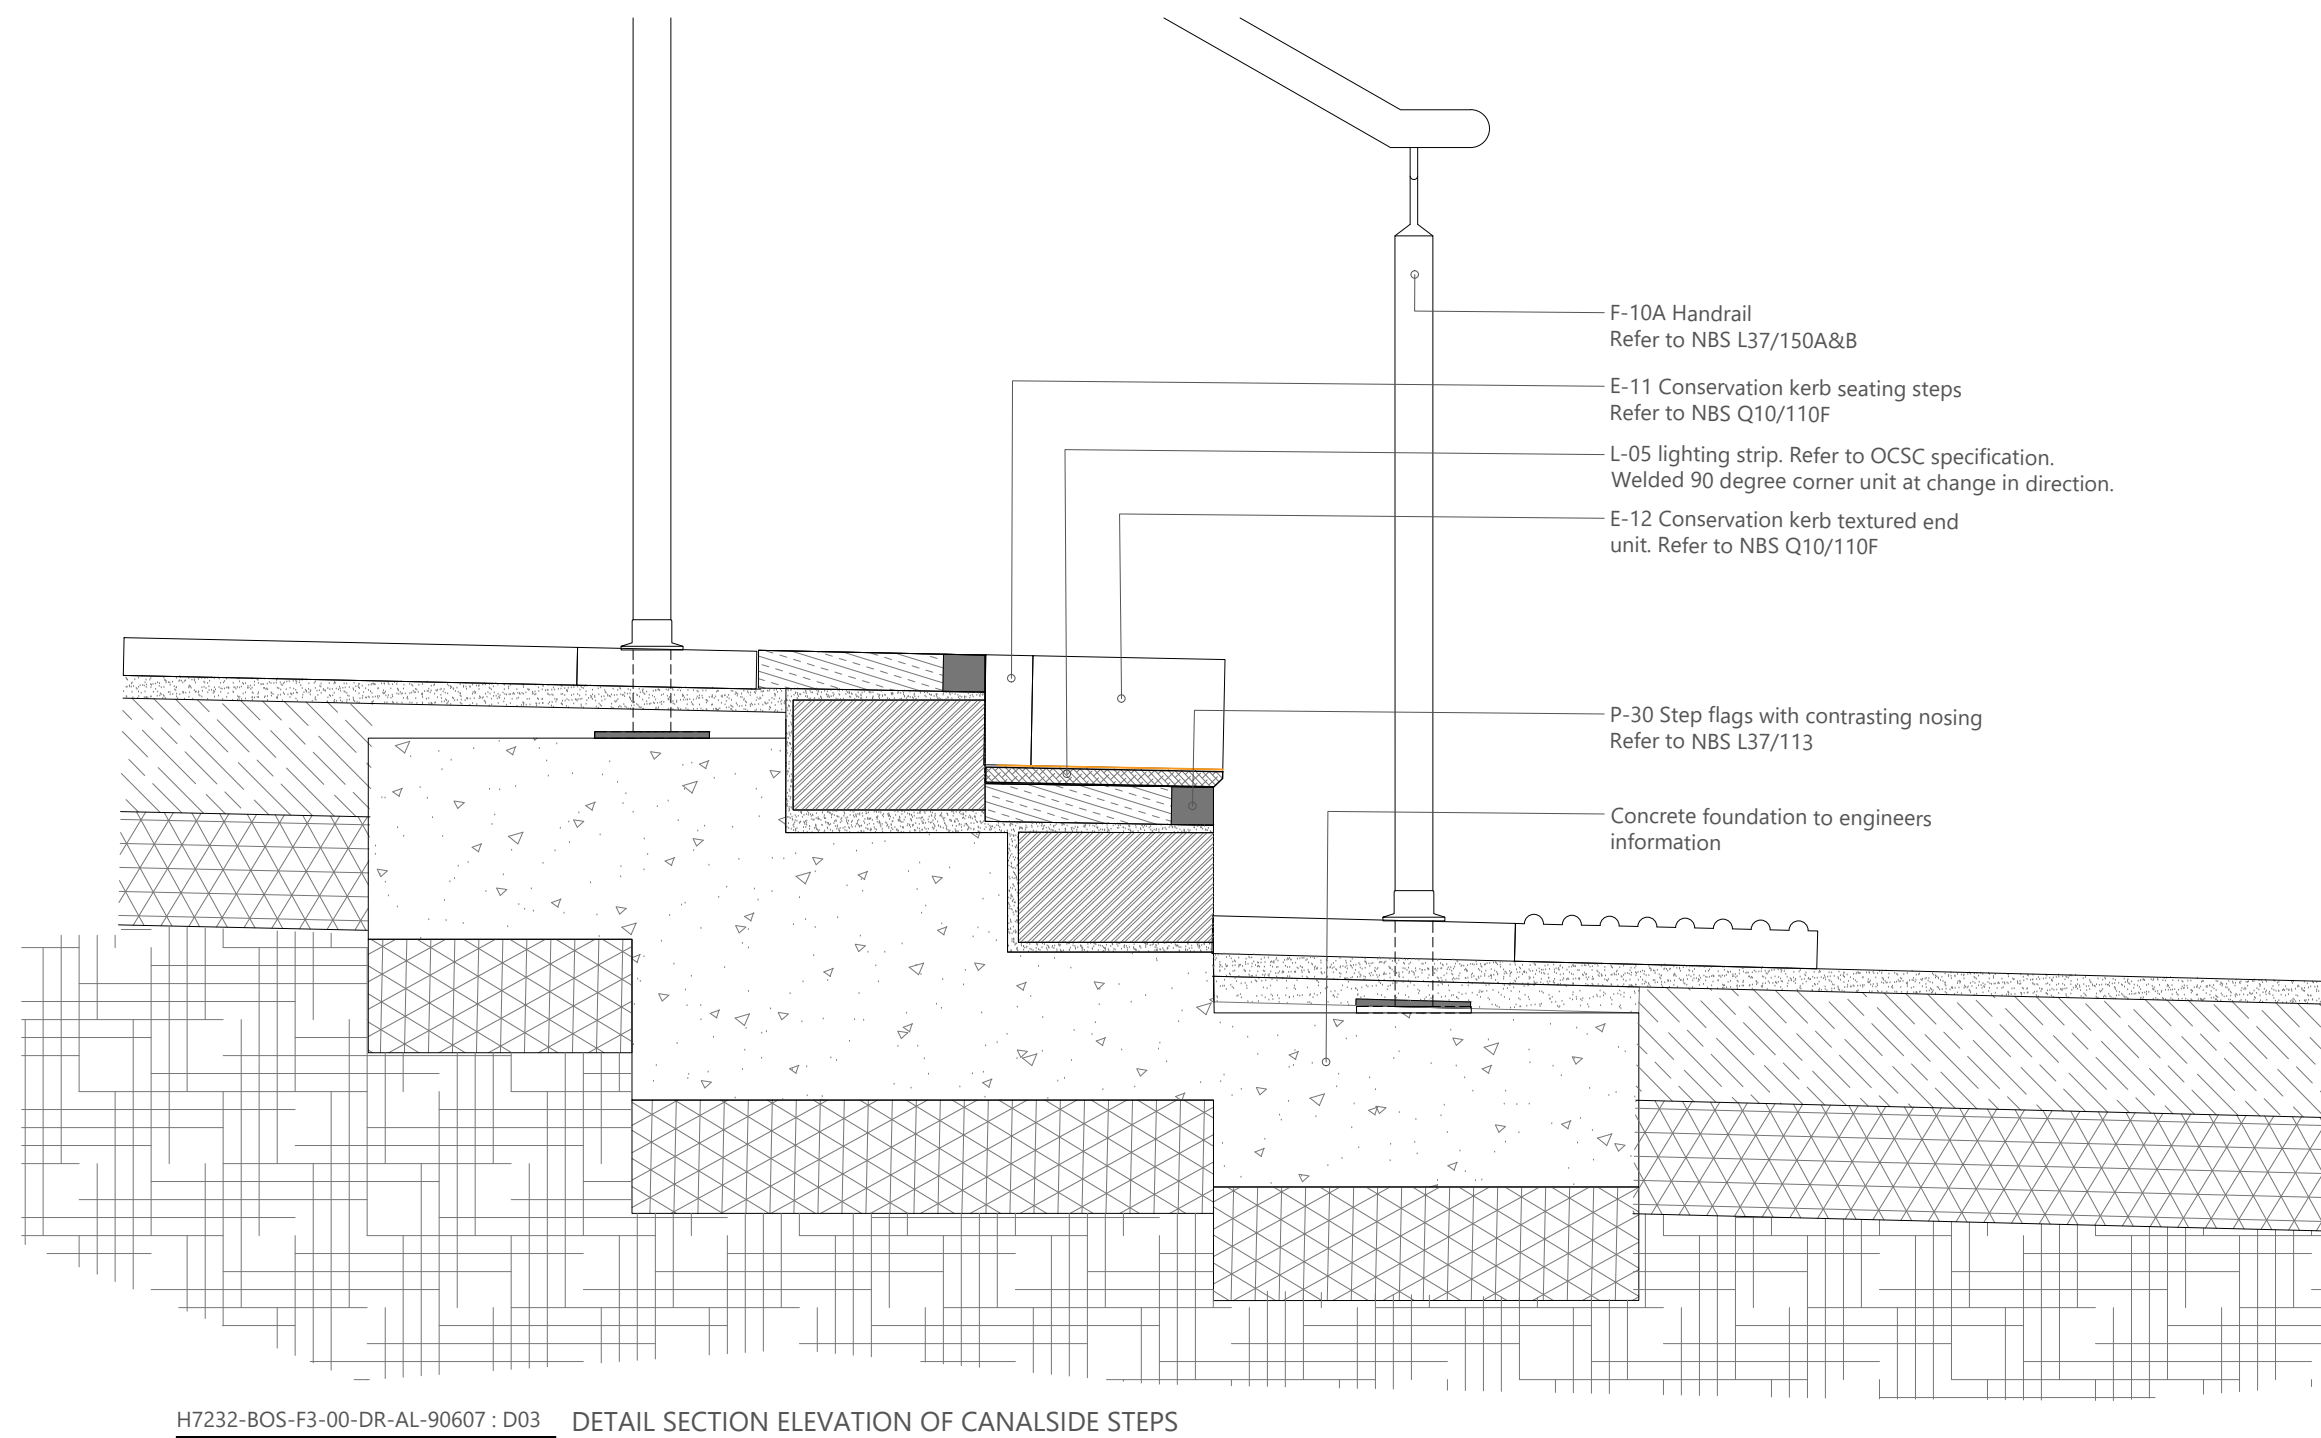 F-10A Handrail
Refer to NBS L37/150A&B
E-11 Conservation kerb seating steps
Refer to NBS Q10/110F
L-05 lighting strip. Refer to OCSC specification.
Welded 90 degree corner unit at change in direction.
E-12 Conservation kerb textured end
unit. Refer to NBS Q10/110F
P-30 Step flags with contrasting nosing
Refer to NBS L37/113
Concrete foundation to engineers
information
H7232-BOS-F3-00-DR-AL-90607 : D03 DETAIL SECTION ELEVATION OF CANALSIDE STEPS